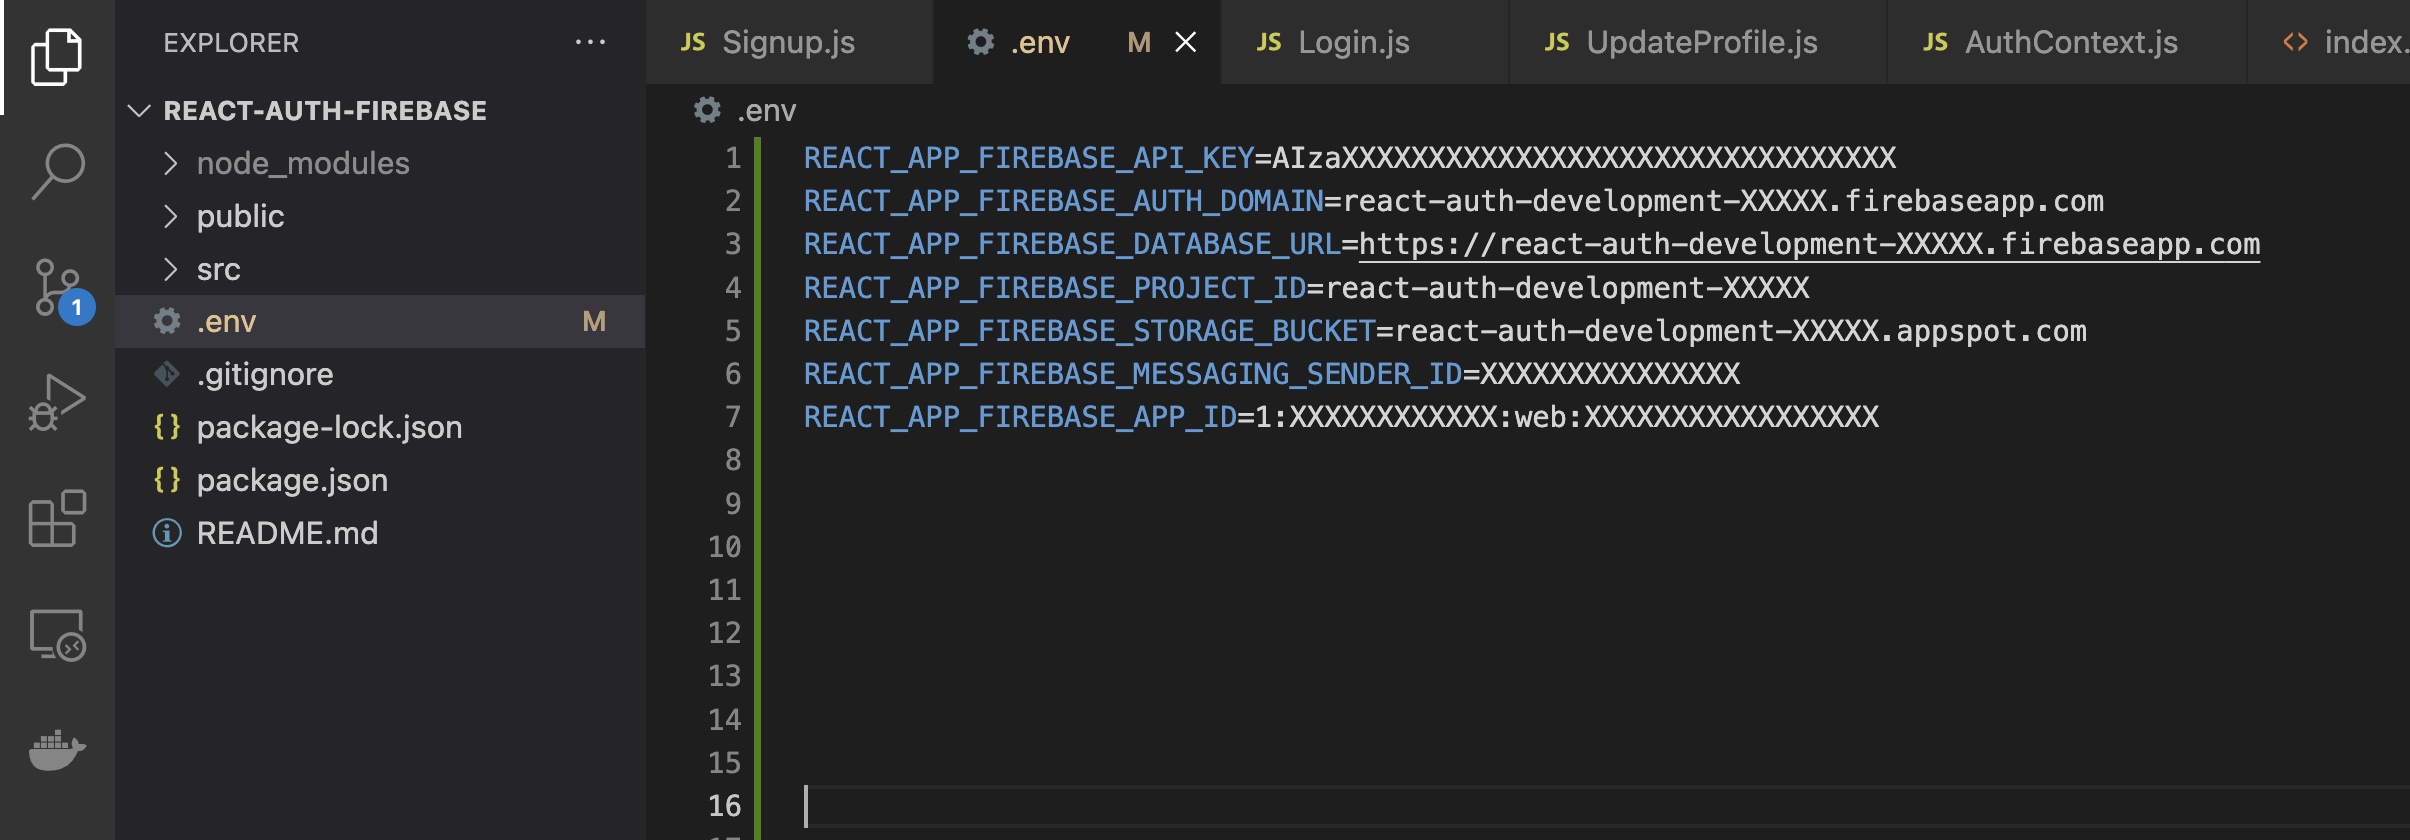 EXPLORER
REACT-AUTH-FIREBASE
node_modules
public
src
.env M
.gitignore
package-lock.json
package.json
README.md
1
JS Signup.js
.env M
JS Login.js
JS UpdateProfile.js
JS AuthContext.js
index.
.env
1 REACT_APP_FIREBASE_API_KEY=AIzaXXXXXXXXXXXXXXXXXXXXXXXXXXXXXXXX
2 REACT_APP_FIREBASE_AUTH_DOMAIN=react-auth-development-XXXXX.firebaseapp.com
3 REACT_APP_FIREBASE_DATABASE_URL=https://react-auth-development-XXXXX.firebaseapp.com
4 REACT_APP_FIREBASE_PROJECT_ID=react-auth-development-XXXXX
5 REACT_APP_FIREBASE_STORAGE_BUCKET=react-auth-development-XXXXX.appspot.com
6 REACT_APP_FIREBASE_MESSAGING_SENDER_ID=XXXXXXXXXXXXXXX
7 REACT_APP_FIREBASE_APP_ID=1:XXXXXXXXXXXX:web:XXXXXXXXXXXXXXXXX
8
9
10
11
12
13
14
15
16